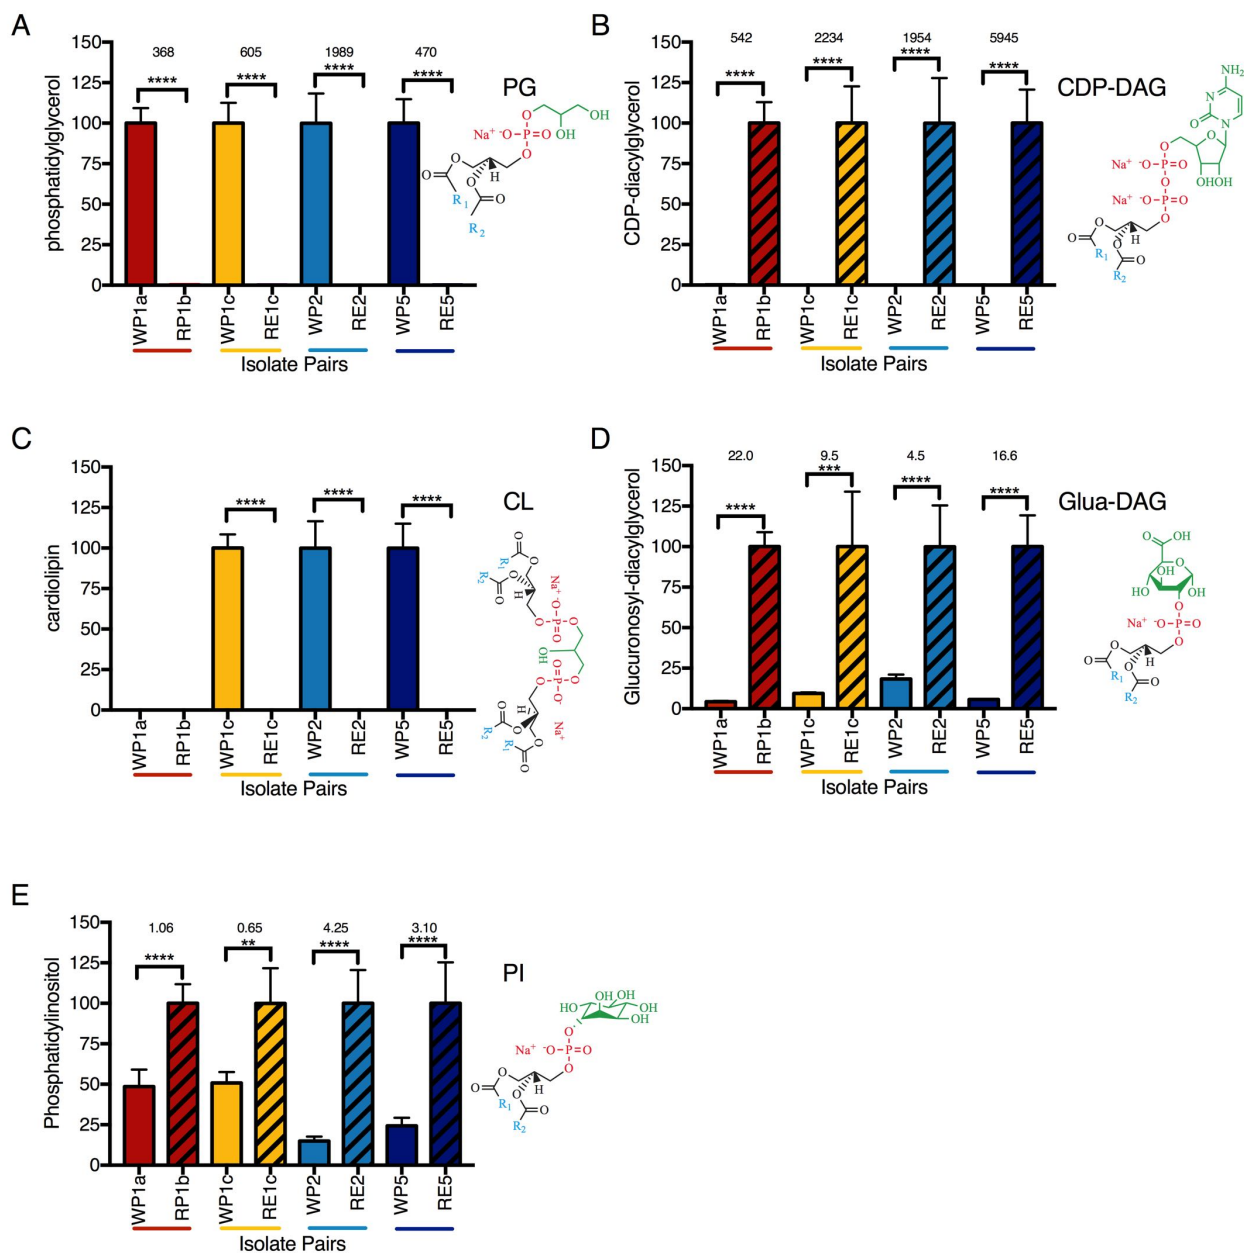 A
phosphatidylglycerol
150
125
100
75
50
25
0
368 605 1989 470
**** **** **** ****
WP1a RP1b WP1c RE1c WP2 RE2 WP5 RE5
Isolate Pairs
PG
OH
OH
O
Na+ -O-P=O
O
O
H
O
O
O
R1
R2
B
CDP-diacylglycerol
150
125
100
75
50
25
0
542 2234 1954 5945
**** **** **** ****
WP1a RP1b WP1c RE1c WP2 RE2 WP5 RE5
Isolate Pairs
CDP-DAG
NH2
N
O
N
O
O
OHOH
Na+ -O-P=O
O
Na+ -O-P=O
O
O
H
O
O
O
R1
R2
C
cardiolipin
150
125
100
75
50
25
0
**** **** ****
WP1a RP1b WP1c RE1c WP2 RE2 WP5 RE5
Isolate Pairs
CL
O
R1
O
O
R2
O
H
Na+
-O
O-P-O
O
OH
O
O-P-O
O-
Na+
H
O
R2
O
R1
O
O
D
Glucuronosyl-diacylglycerol
150
125
100
75
50
25
0
22.0 9.5 4.5 16.6
**** *** **** ****
WP1a RP1b WP1c RE1c WP2 RE2 WP5 RE5
Isolate Pairs
Glua-DAG
O
OH
O
OH
HO
OH
O
Na+ -O-P=O
O
O
H
O
O
O
R1
R2
E
Phosphatidylinositol
150
125
100
75
50
25
0
1.06 0.65 4.25 3.10
**** ** **** ****
WP1a RP1b WP1c RE1c WP2 RE2 WP5 RE5
Isolate Pairs
PI
OH OH
HO
OH
OH
O
Na+ -O-P=O
O
O
H
O
O
O
R1
R2